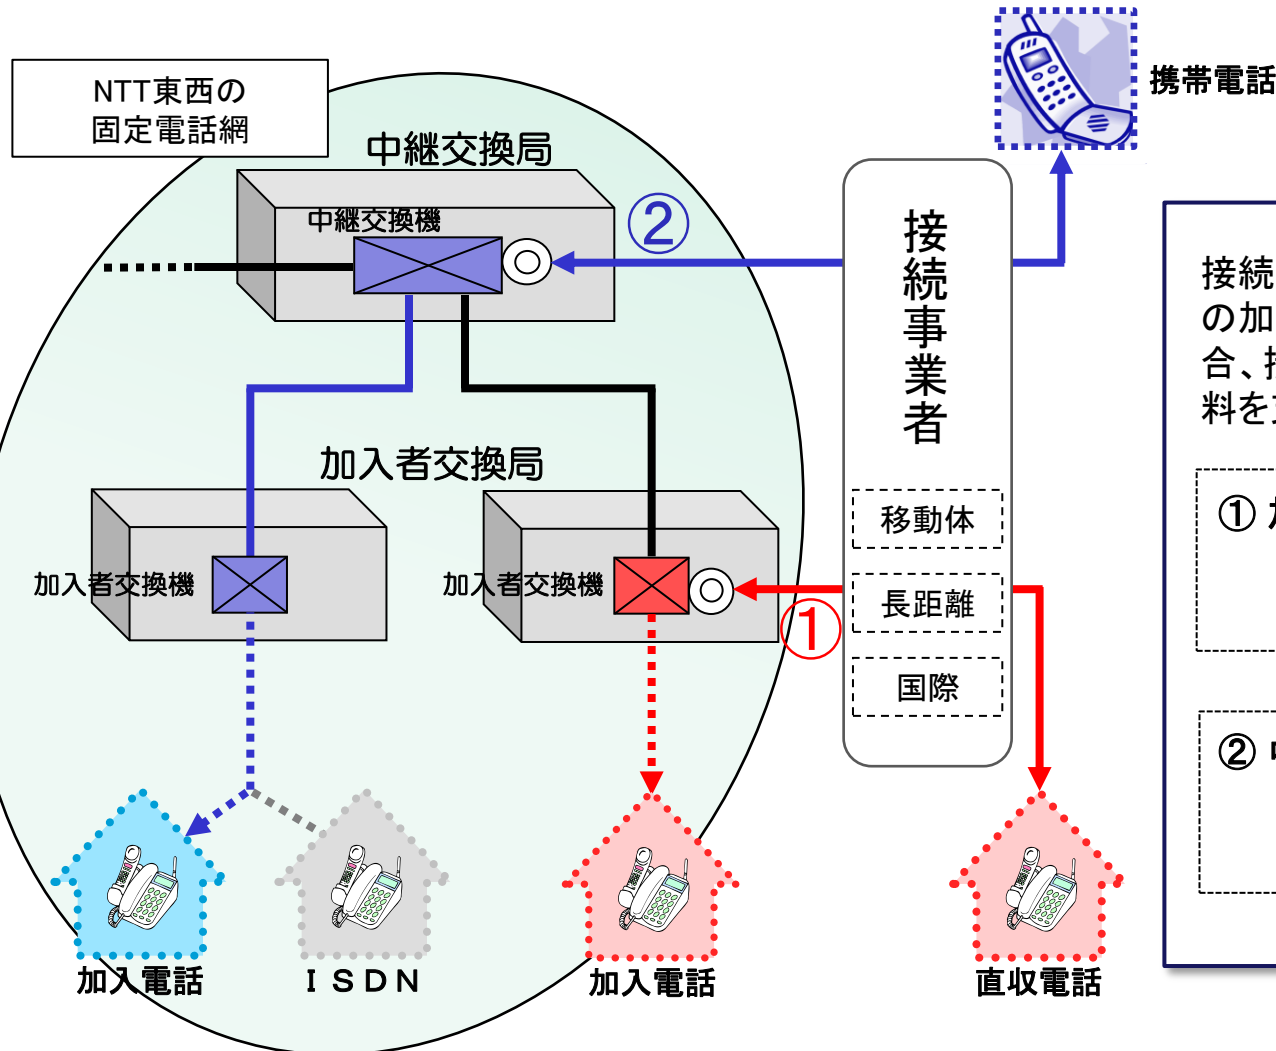 NTT東西の
固定電話網
携帯電話
中継交換局
中継交換機
②
接続事業者
移動体
長距離
国際
加入者交換局
加入者交換機
加入者交換機
①
加入電話
ISDN
加入電話
直収電話
接続
の加
合、
料を
① 加
②